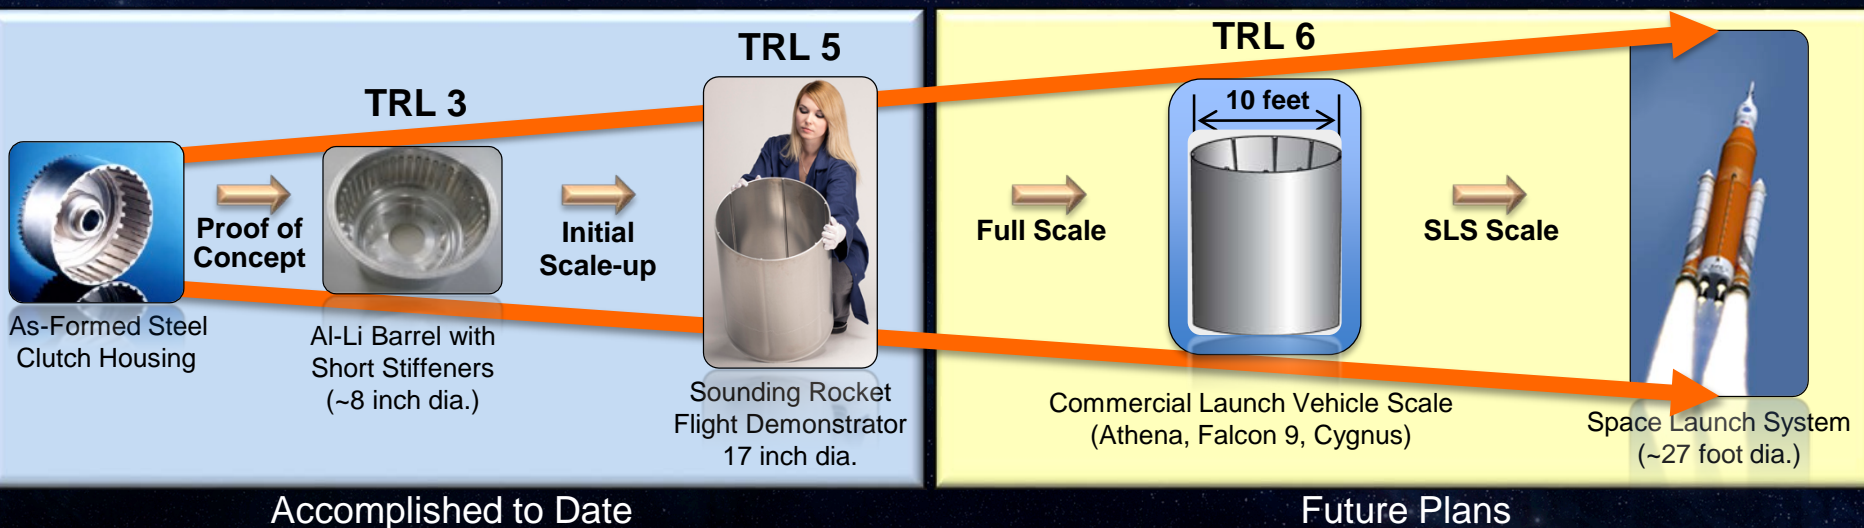 TRL 3
TRL 5
TRL 6
10 feet
Proof of
Concept
Initial
Scale-up
Full Scale
SLS Scale
As-Formed Steel
Clutch Housing
Al-Li Barrel with
Short Stiffeners
(~8 inch dia.)
Sounding Rocket
Flight Demonstrator
17 inch dia.
Commercial Launch Vehicle Scale
(Athena, Falcon 9, Cygnus)
Space Launch System
(~27 foot dia.)
Accomplished to Date
Future Plans